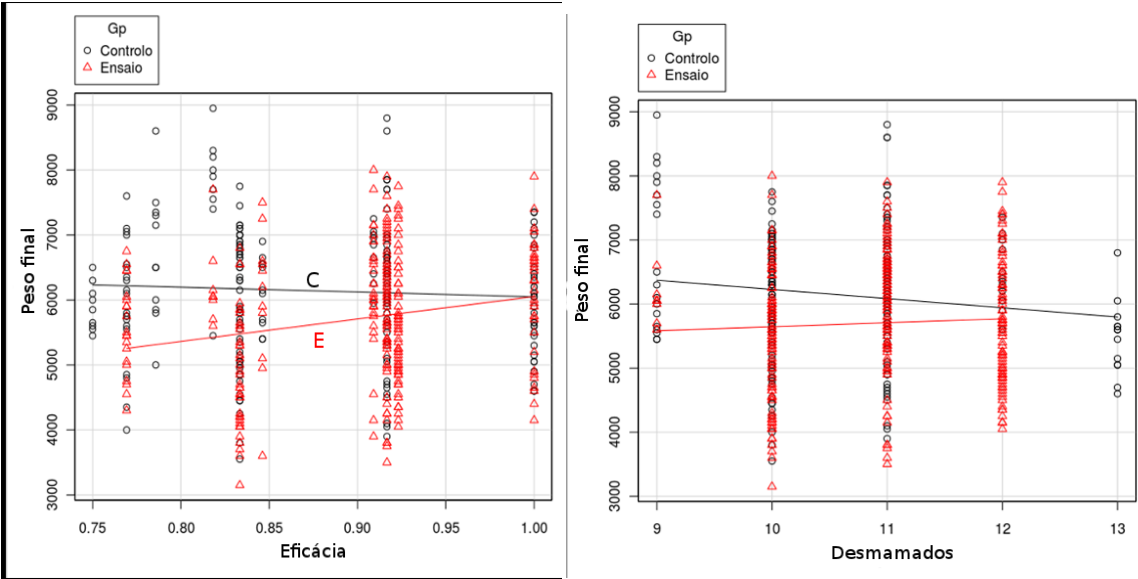 Gp
Controlo
Ensaio
Peso final
9000
8000
7000
6000
5000
4000
3000
C
E
0.75 0.80 0.85 0.90 0.95 1.00
Eficácia
Gp
Controlo
Ensaio
Peso final
9000
8000
7000
6000
5000
4000
3000
9 10 11 12 13
Desmamados